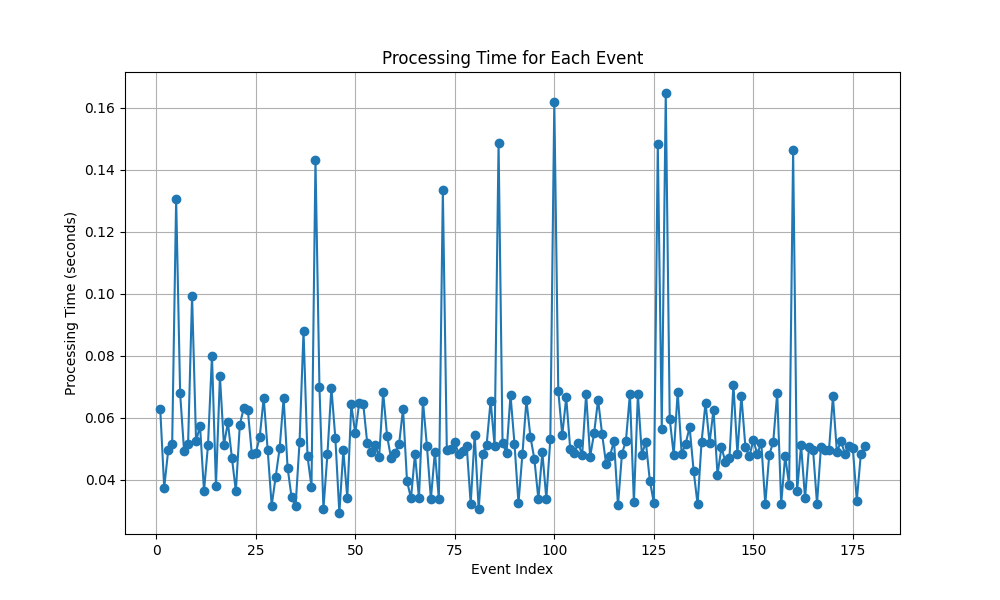 Processing Time for Each Event
Processing Time (seconds)
0.16
0.14
0.12
0.10
0.08
0.06
0.04
0 25 50 75 100 125 150 175
Event Index